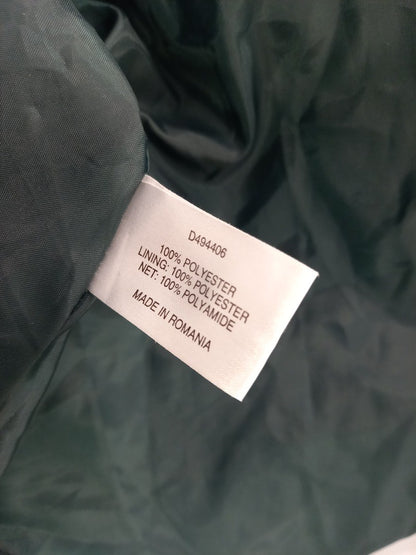 D494406
100% POLYESTER
LINING: 100% POLYESTER
NET: 100% POLYAMIDE
MADE IN ROMANIA